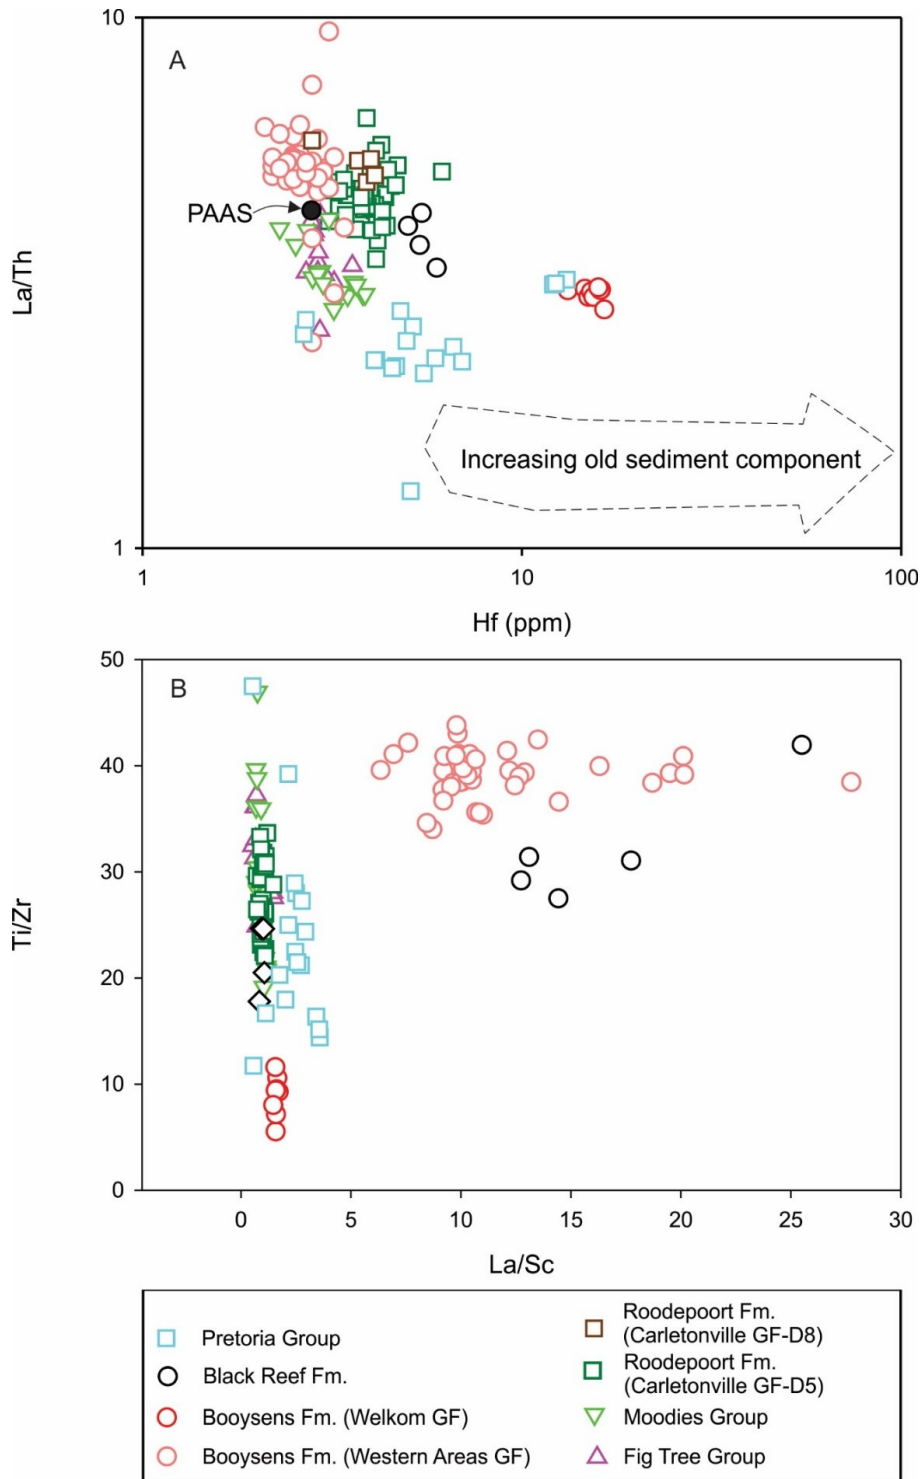 10
A
PAAS
La/Th
Increasing old sediment component
1
1
10
100
Hf (ppm)
50
B
40
30
Ti/Zr
20
10
0
0
5
10
15
20
25
30
La/Sc
Pretoria Group
Black Reef Fm.
Booysens Fm. (Welkom GF)
Booysens Fm. (Western Areas GF)
Roodepoort Fm.
(Carletonville GF-D8)
Roodepoort Fm.
(Carletonville GF-D5)
Moodies Group
Fig Tree Group